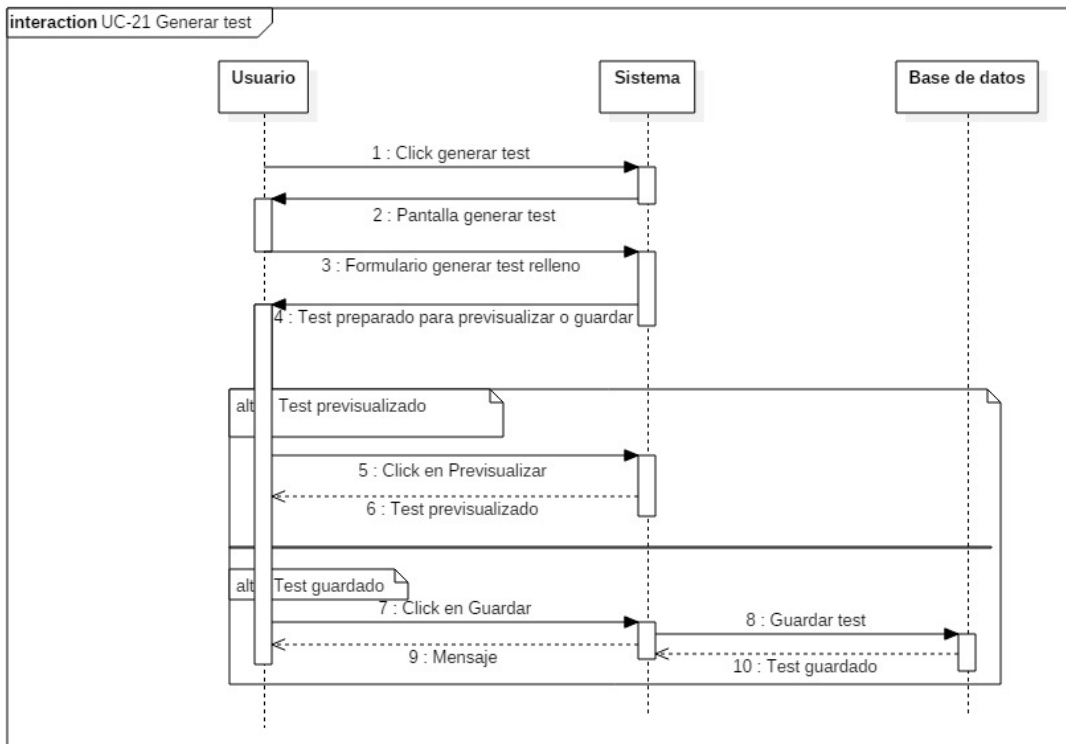 interaction UC-21 Generar test
Usuario
Sistema
Base de datos
1 : Click generar test
2 : Pantalla generar test
3 : Formulario generar test relleno
4 : Test preparado para previsualizar o guardar
alt Test previsualizado
5 : Click en Previsualizar
6 : Test previsualizado
alt Test guardado
7 : Click en Guardar
8 : Guardar test
9 : Mensaje
10 : Test guardado